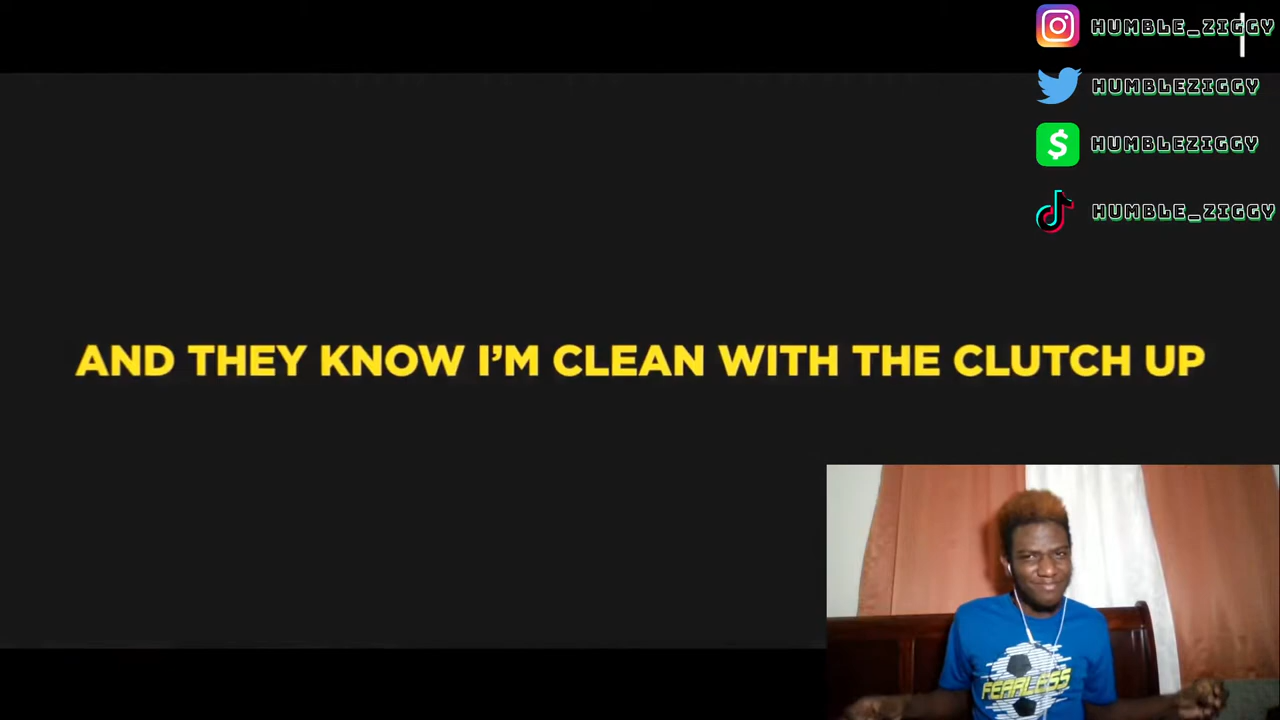 HUMBLE_ZIGGY
HUMBLEZIGGY
$ HUMBLEZIGGY
HUMBLE_ZIGGY
AND THEY KNOW I’M CLEAN WITH THE CLUTCH UP
FEARLESS